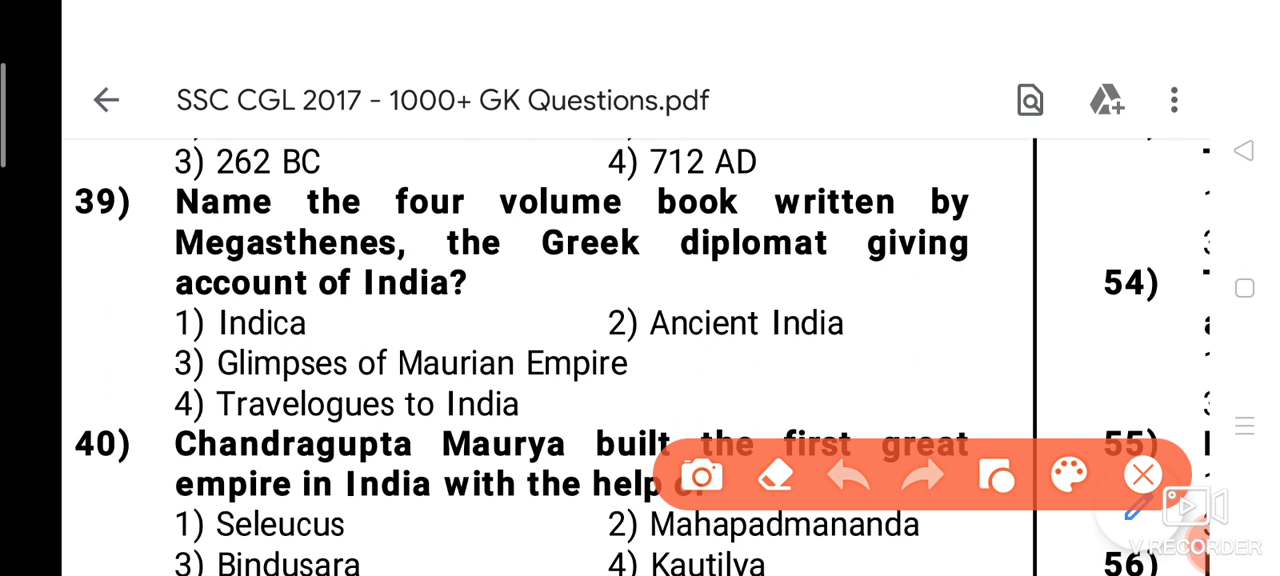 SSC CGL 2017 - 1000+ GK Questions.pdf
3) 262 BC 4) 712 AD
39) Name the four volume book written by
Megasthenes, the Greek diplomat giving
account of India?
1) Indica 2) Ancient India
3) Glimpses of Maurian Empire
4) Travelogues to India
40) Chandragupta Maurya built the first great
empire in India with the help
1) Seleucus 2) Mahapadmananda
3) Bindusara 4) Kautilya
54)
55)
56)
V RECORDER